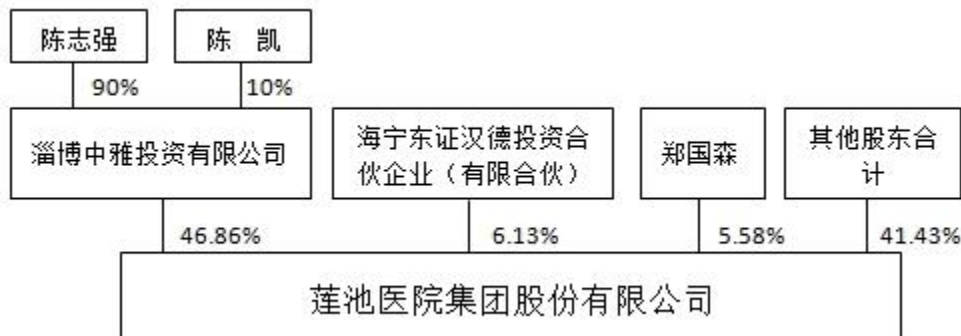 陈志强
陈 凯
90%
10%
淄博中雅投资有限公司
海宁东证汉德投资合
伙企业（有限合伙）
郑国森
其他股东合
计
46.86%
6.13%
5.58%
41.43%
莲池医院集团股份有限公司